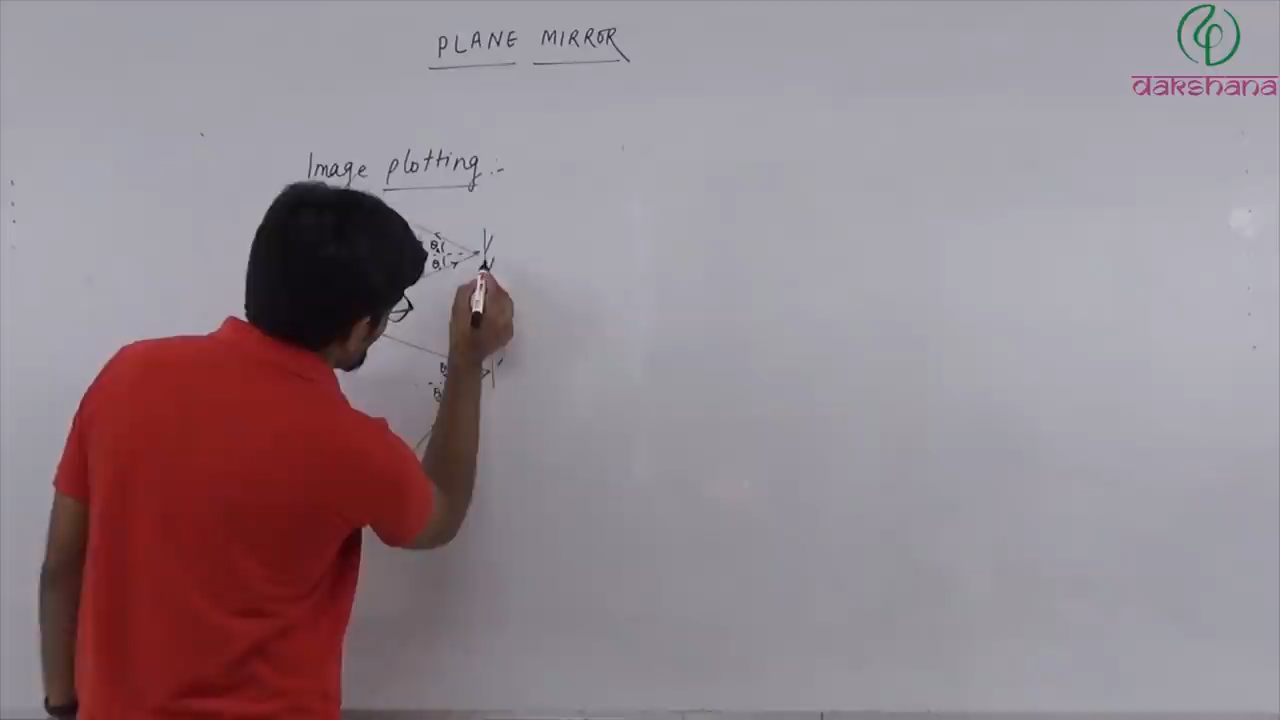 PLANE MIRROR
dakshana
Image plotting :-
θ
θ
θ
θ